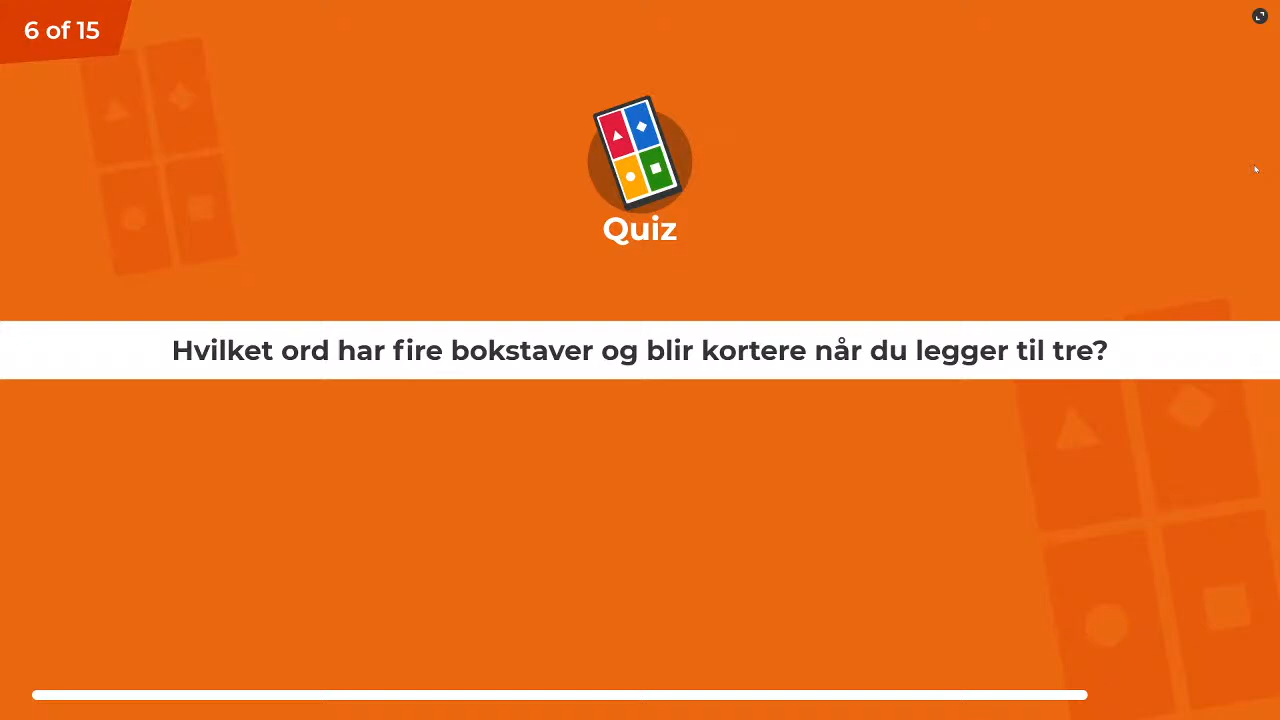 6 of 15
Quiz
Hvilket ord har fire bokstaver og blir kortere når du legger til tre?